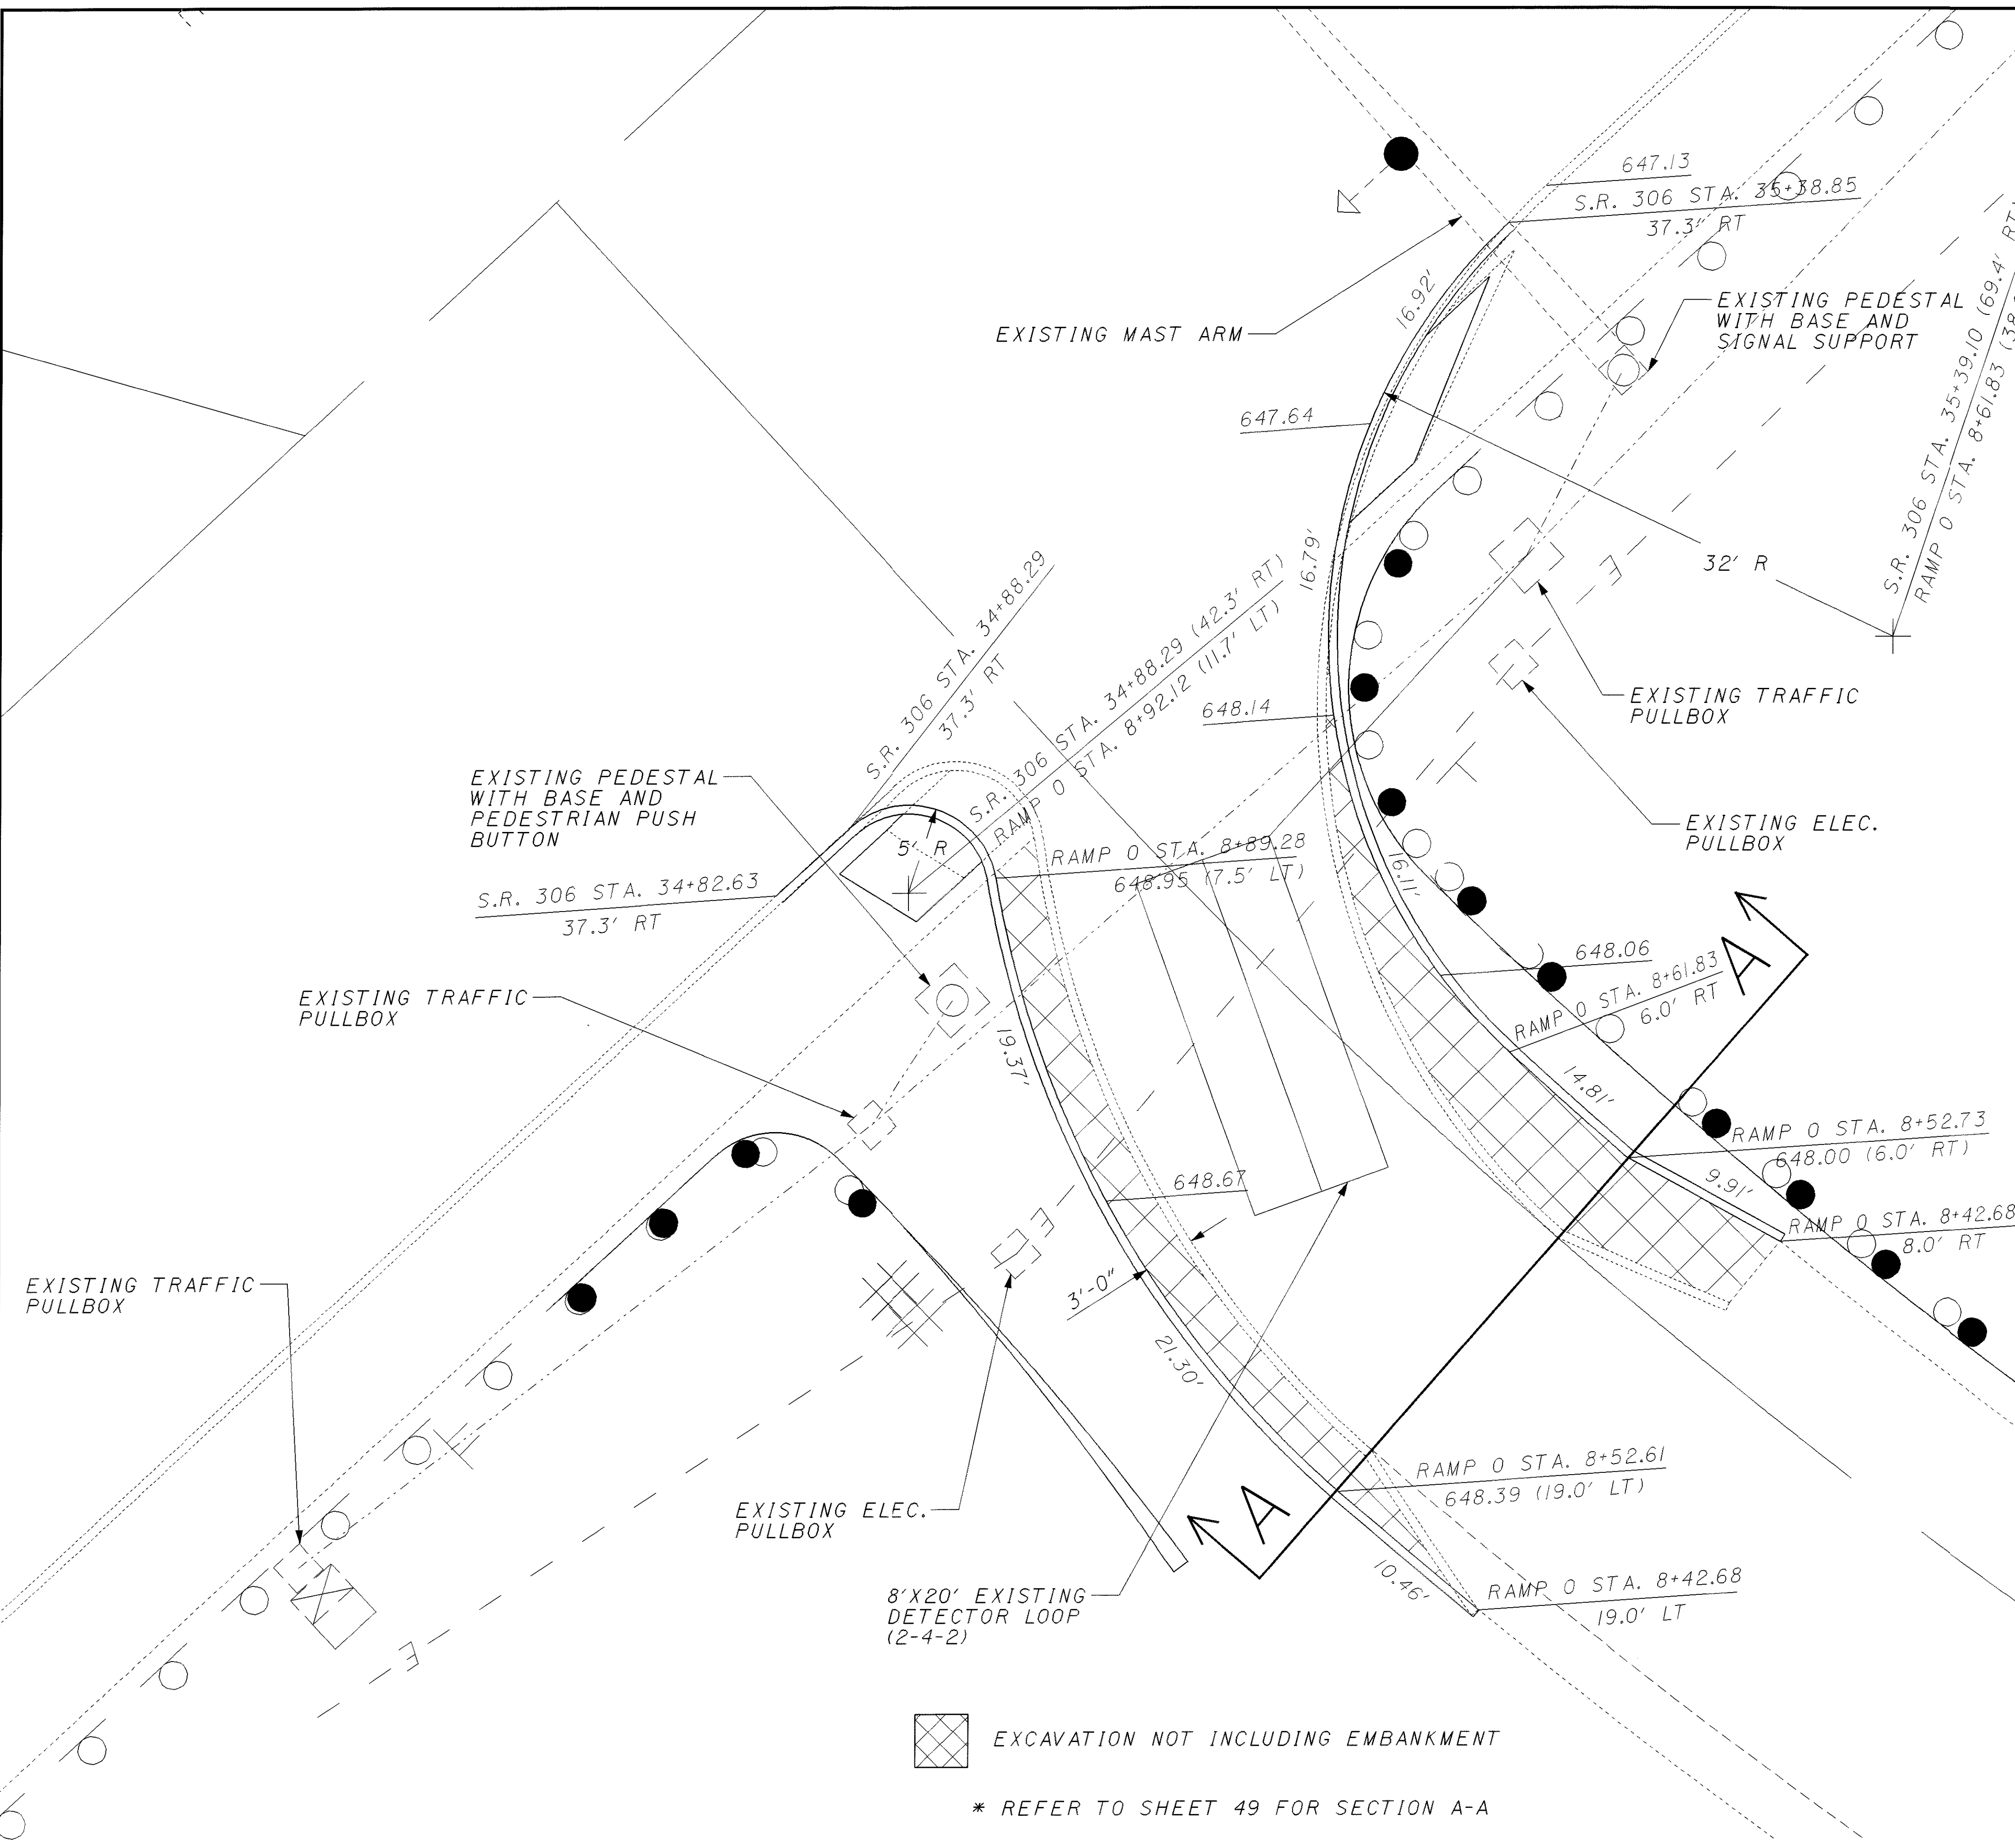 647.13
S.R. 306 STA. 35+38.85
37.3' RT
16.92'
EXISTING MAST ARM
EXISTING PEDESTAL
WITH BASE AND
SIGNAL SUPPORT
S.R. 306 STA. 35+39.10 (69.4' RT)
RAMP O STA. 8+61.83 (38.
647.64
32' R
16.79'
E
S.R. 306 STA. 34+88.29
37.3' RT
S.R. 306 STA. 34+88.29 (42.3' RT)
RAMP O STA. 8+92.12 (11.7' LT)
648.14
EXISTING TRAFFIC
PULLBOX
EXISTING PEDESTAL
WITH BASE AND
PEDESTRIAN PUSH
BUTTON
EXISTING ELEC.
PULLBOX
5' R
RAMP O STA. 8+89.28
648.95 (7.5' LT)
16.11'
S.R. 306 STA. 34+82.63
37.3' RT
648.06
A
RAMP O STA. 8+61.83
6.0' RT
EXISTING TRAFFIC
PULLBOX
19.37'
14.81'
RAMP O STA. 8+52.73
648.00 (6.0' RT)
648.67
9.91'
RAMP O STA. 8+42.68
8.0' RT
E
EXISTING TRAFFIC
PULLBOX
3'-0"
21.30'
RAMP O STA. 8+52.61
648.39 (19.0' LT)
A
EXISTING ELEC.
PULLBOX
10.46'
RAMP O STA. 8+42.68
19.0' LT
8'X20' EXISTING
DETECTOR LOOP
(2-4-2)
E
EXCAVATION NOT INCLUDING EMBANKMENT
* REFER TO SHEET 49 FOR SECTION A-A